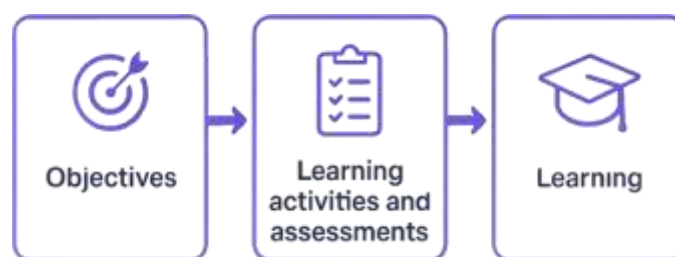 Objectives
Learning
activities and
assessments
Learning